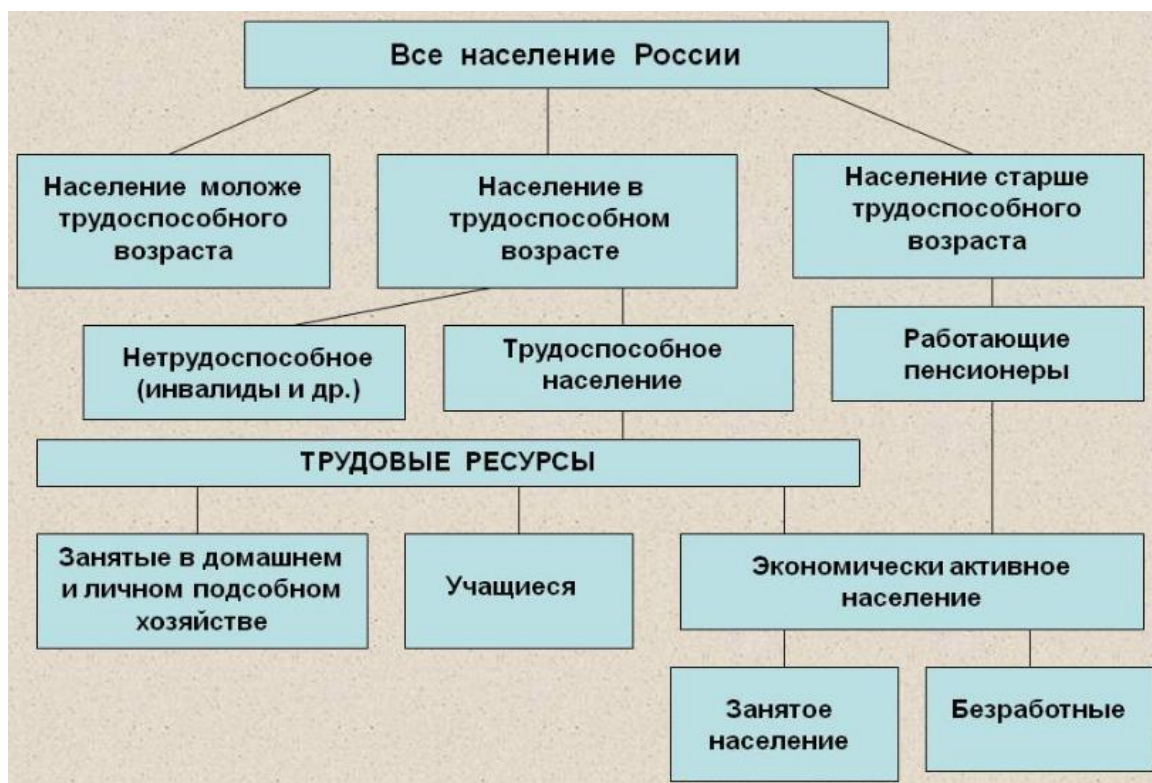 Все население России
Население моложе
трудоспособного
возраста
Население в
трудоспособном
возрасте
Население старше
трудоспособного
возраста
Нетрудоспособное
(инвалиды и др.)
Трудоспособное
население
Работающие
пенсионеры
ТРУДОВЫЕ РЕСУРСЫ
Занятые в домашнем
и личном подсобном
хозяйстве
Учащиеся
Экономически активное
население
Занятое
население
Безработные